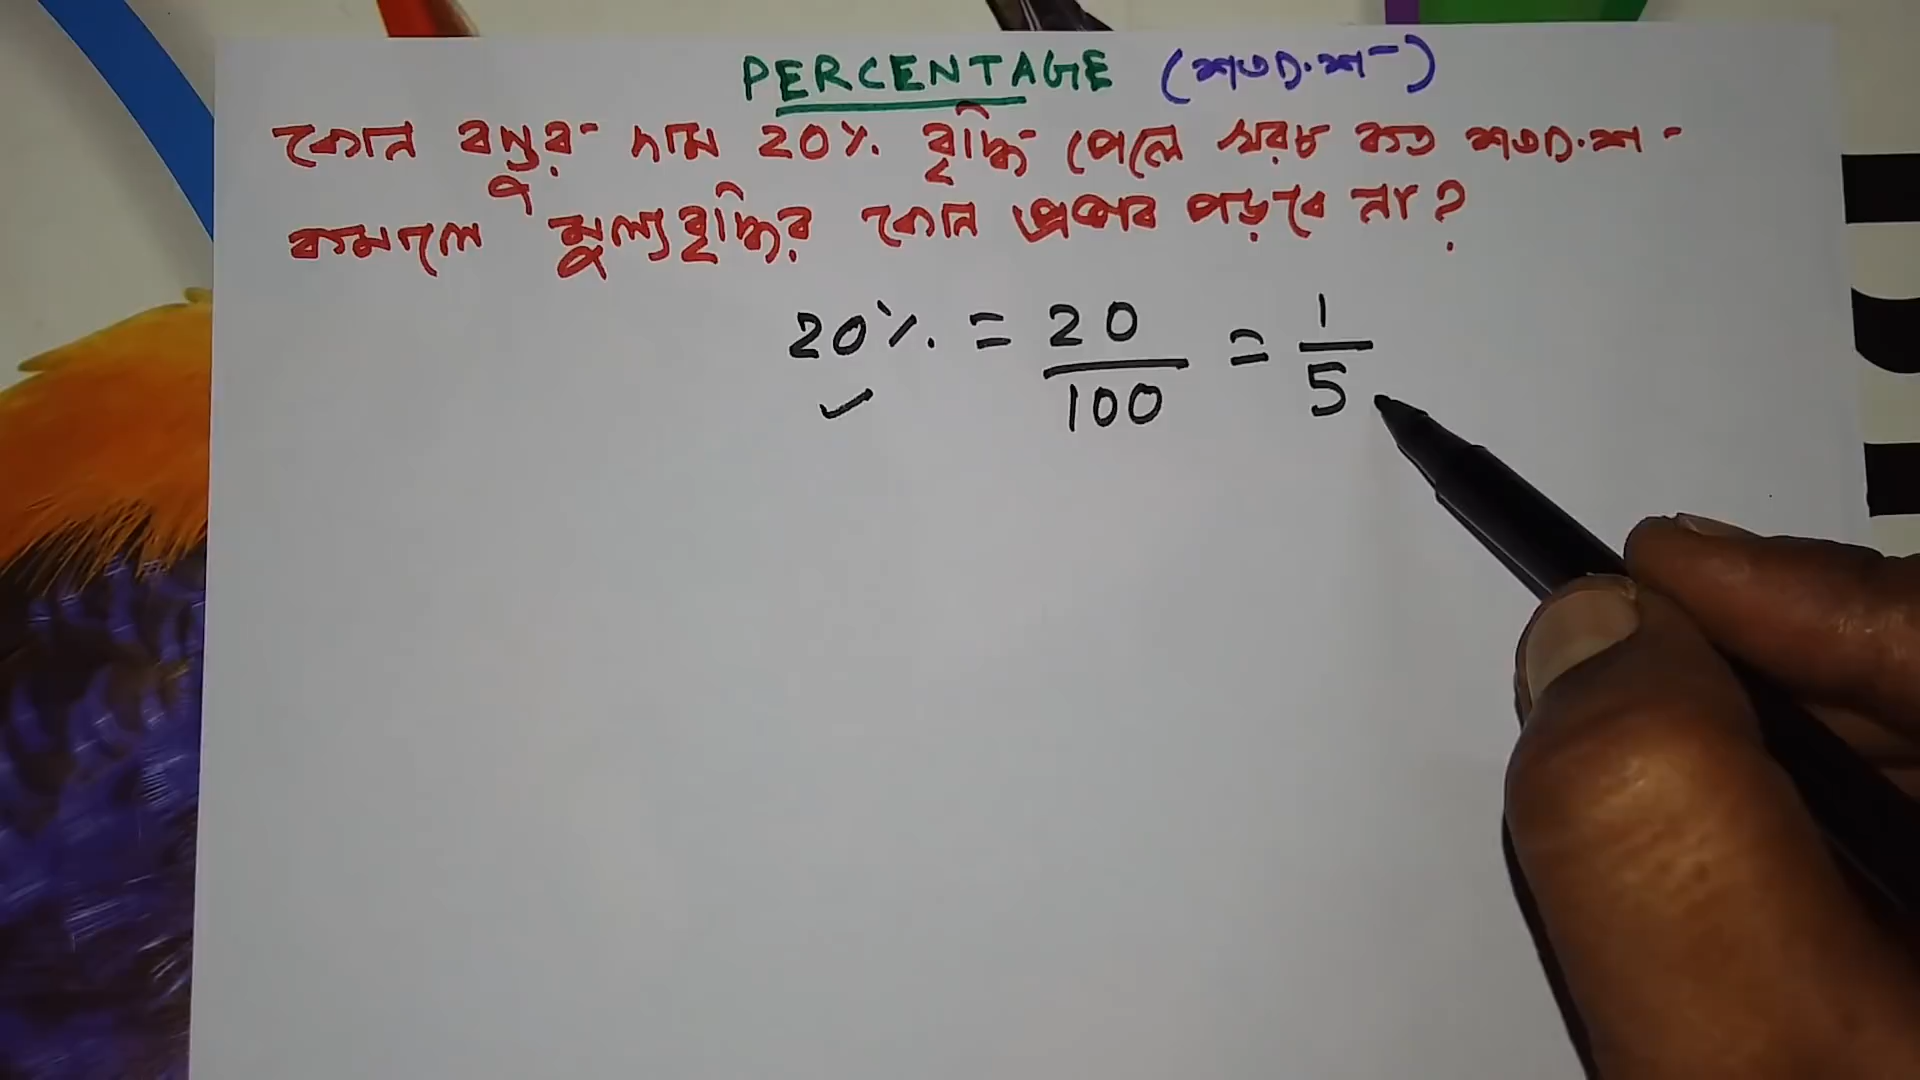 PERCENTAGE (শতাংশ)
কোন বস্তুর দাম 20% বৃদ্ধি পেলে খরচ কত শতাংশ
কমালে মুল্যবৃদ্ধির কোন প্রভাব পড়বে না?
20% = 20/100 = 1/5